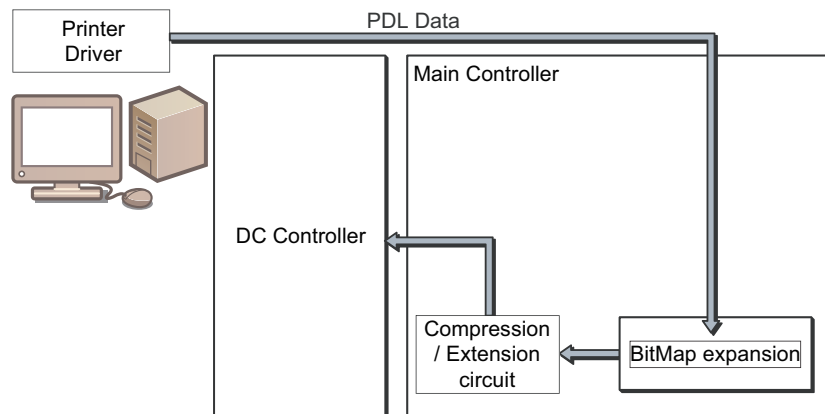 Printer
Driver
PDL Data
Main Controller
DC Controller
Compression
/ Extension
circuit
BitMap expansion